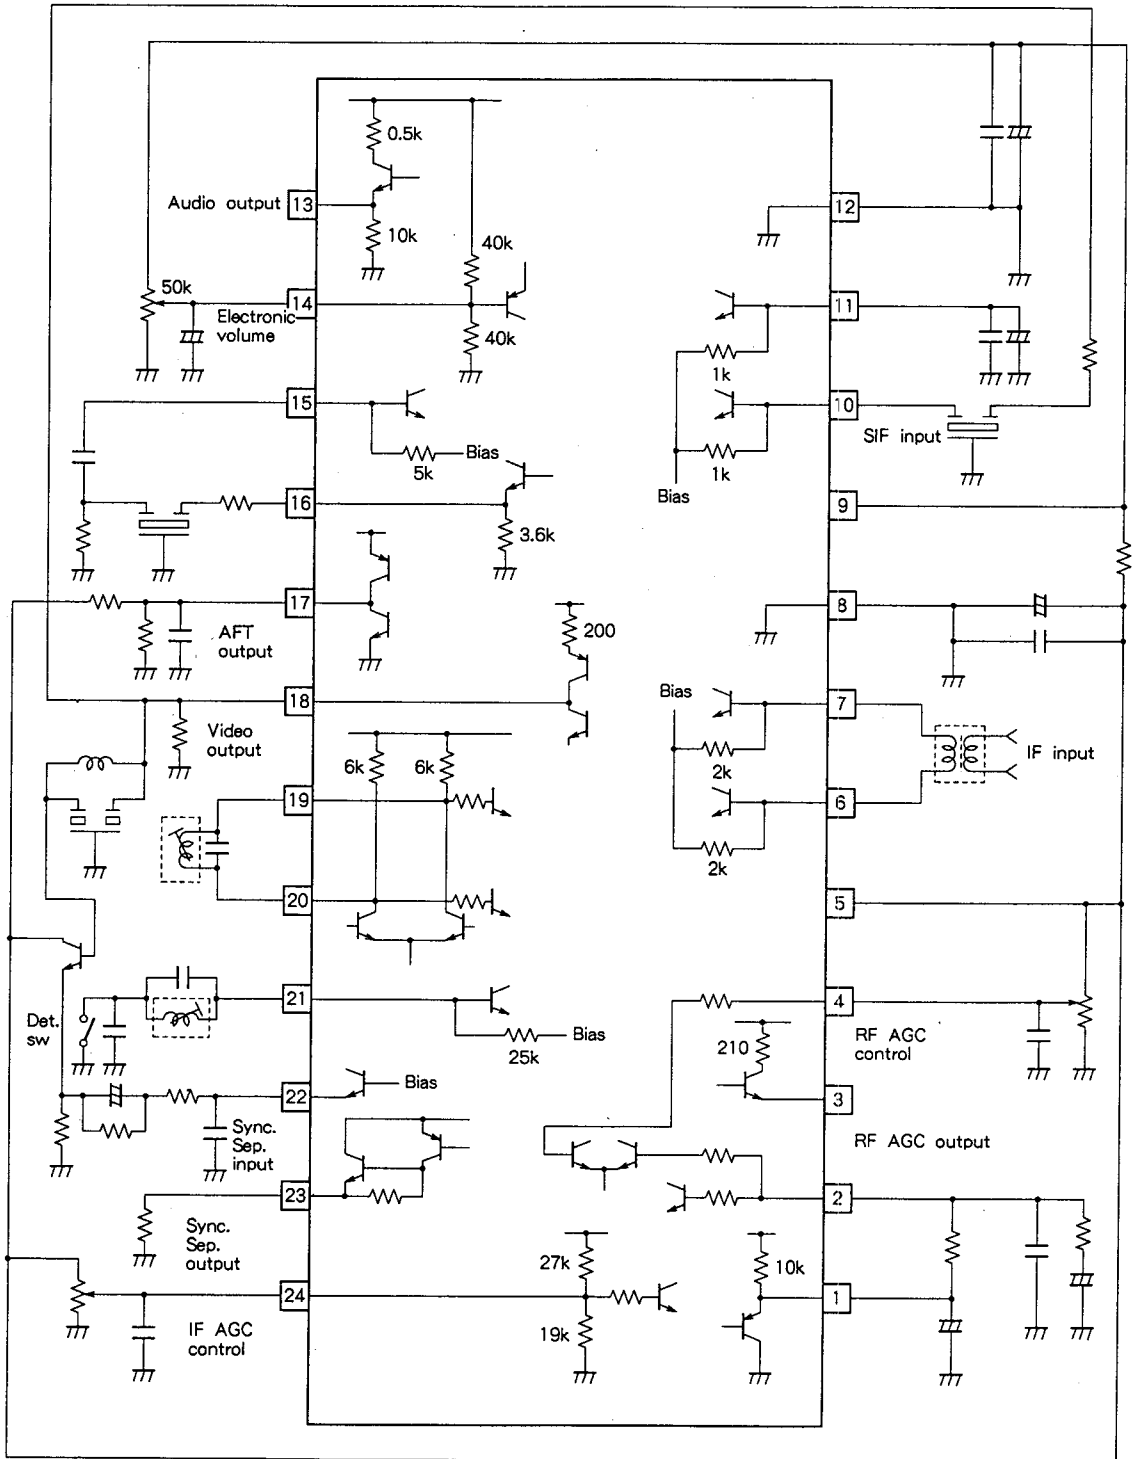 0.5k
Audio output
13
12
10k
40k
50k
14
11
Electronic
volume
40k
1k
15
10
SIF input
Bias
5k
1k
16
Bias
9
3.6k
17
8
AFT
output
200
18
Bias
7
Video
output
6k
6k
IF input
2k
19
6
2k
20
5
21
4
Det.
sw
Bias
25k
210
RF AGC
control
22
Bias
3
Sync.
Sep.
input
RF AGC output
23
2
Sync.
Sep.
output
27k
10k
24
1
IF AGC
control
19k